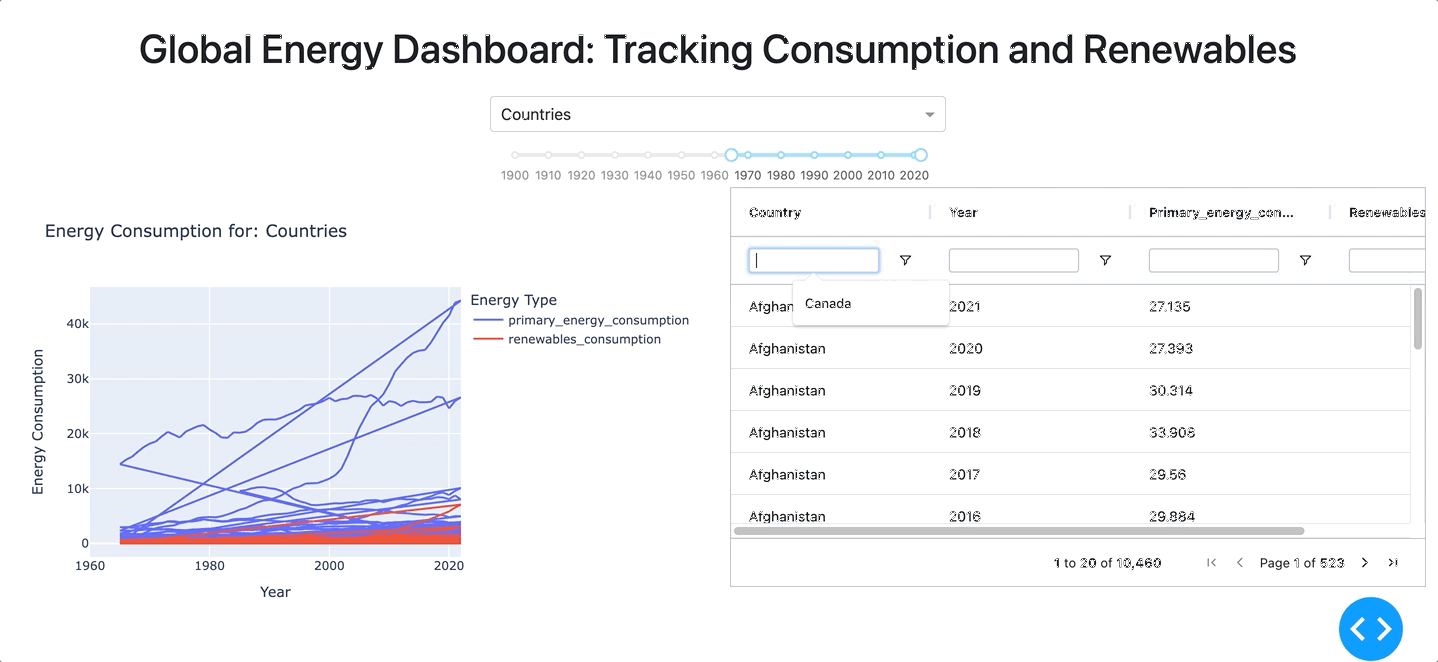 Global Energy Dashboard: Tracking Consumption and Renewables
Countries
1900 1910 1920 1930 1940 1950 1960 1970 1980 1990 2000 2010 2020
Energy Consumption for: Countries
Energy Type
primary_energy_consumption
renewables_consumption
Energy Consumption
40k
30k
20k
10k
0
1960 1980 2000 2020
Year
Country Year Primary_energy_con... Renewables
Canada
Afghan 2021 27.135
Afghanistan 2020 27.393
Afghanistan 2019 30.314
Afghanistan 2018 33.908
Afghanistan 2017 29.56
Afghanistan 2016 29.884
1 to 20 of 10,460 Page 1 of 523